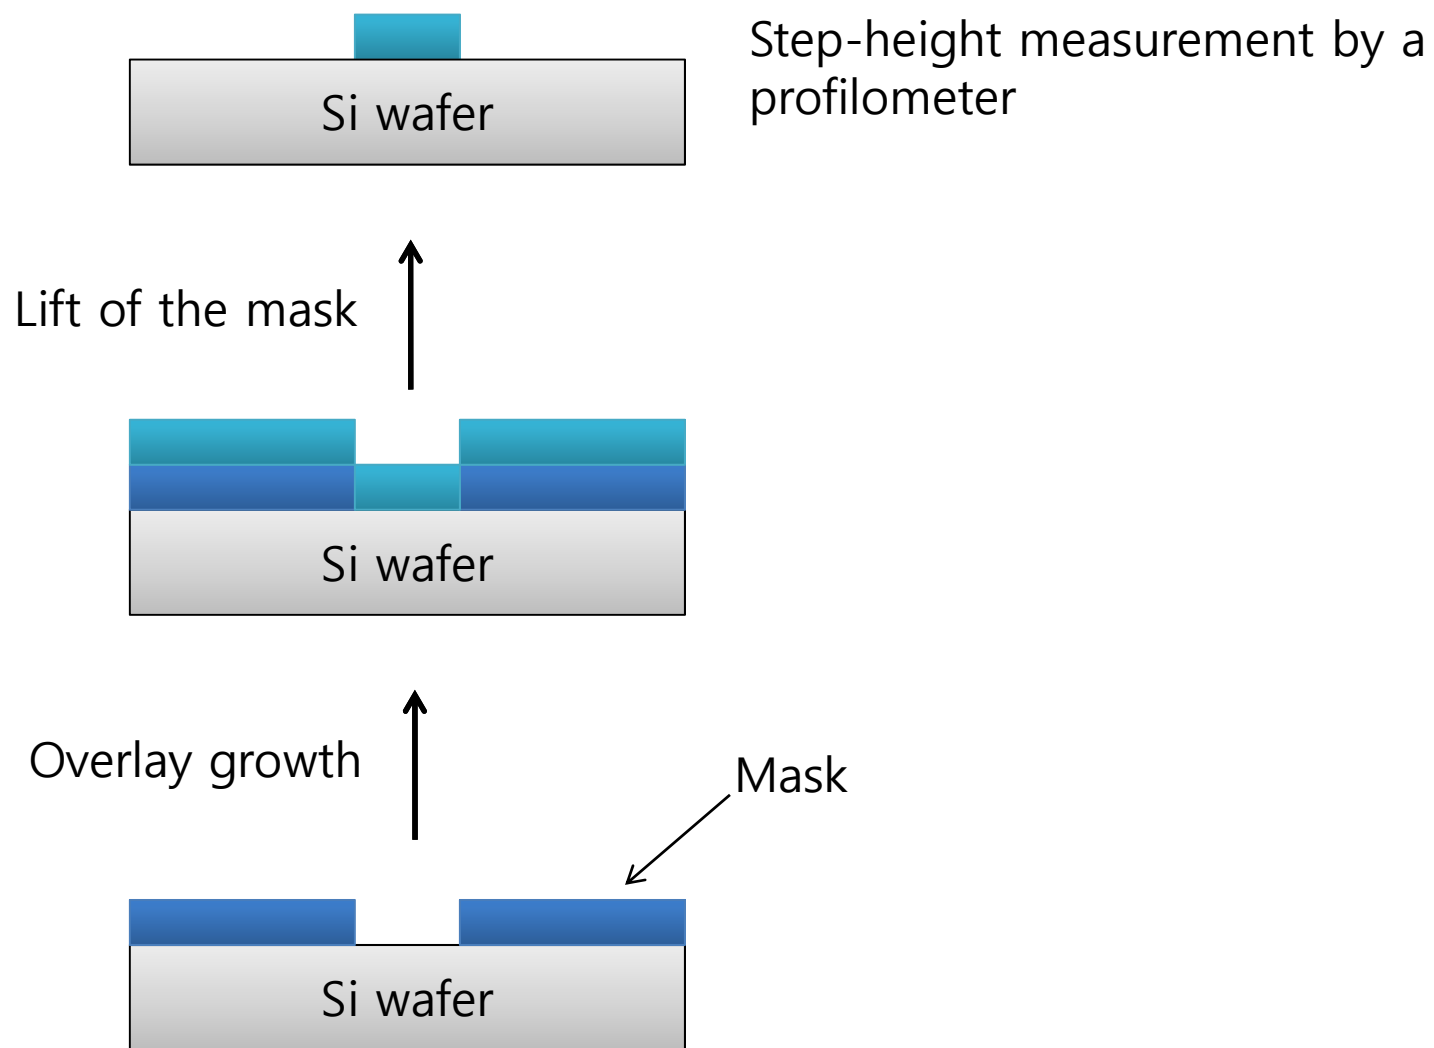 Step-height measurement by a
profilometer
Si wafer
Lift of the mask
Si wafer
Overlay growth
Mask
Si wafer